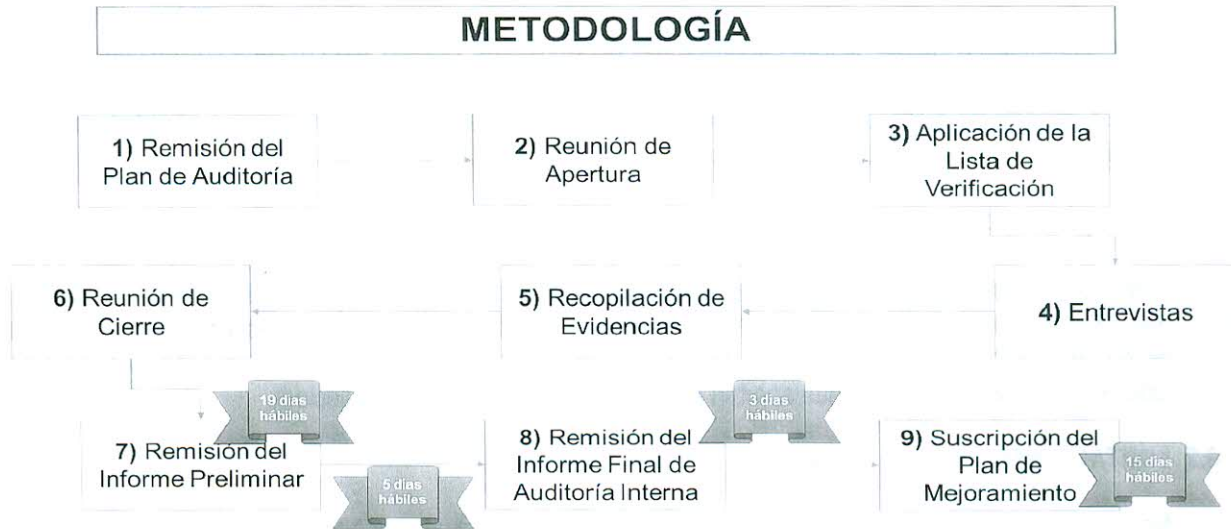 METODOLOGÍA
1) Remisión del
Plan de Auditoría
2) Reunión de
Apertura
3) Aplicación de la
Lista de
Verificación
4) Entrevistas
5) Recopilación de
Evidencias
6) Reunión de
Cierre
19 días
hábiles
7) Remisión del
Informe Preliminar
5 días
hábiles
8) Remisión del
Informe Final de
Auditoría Interna
3 días
hábiles
9) Suscripción del
Plan de
Mejoramiento
15 días
hábiles